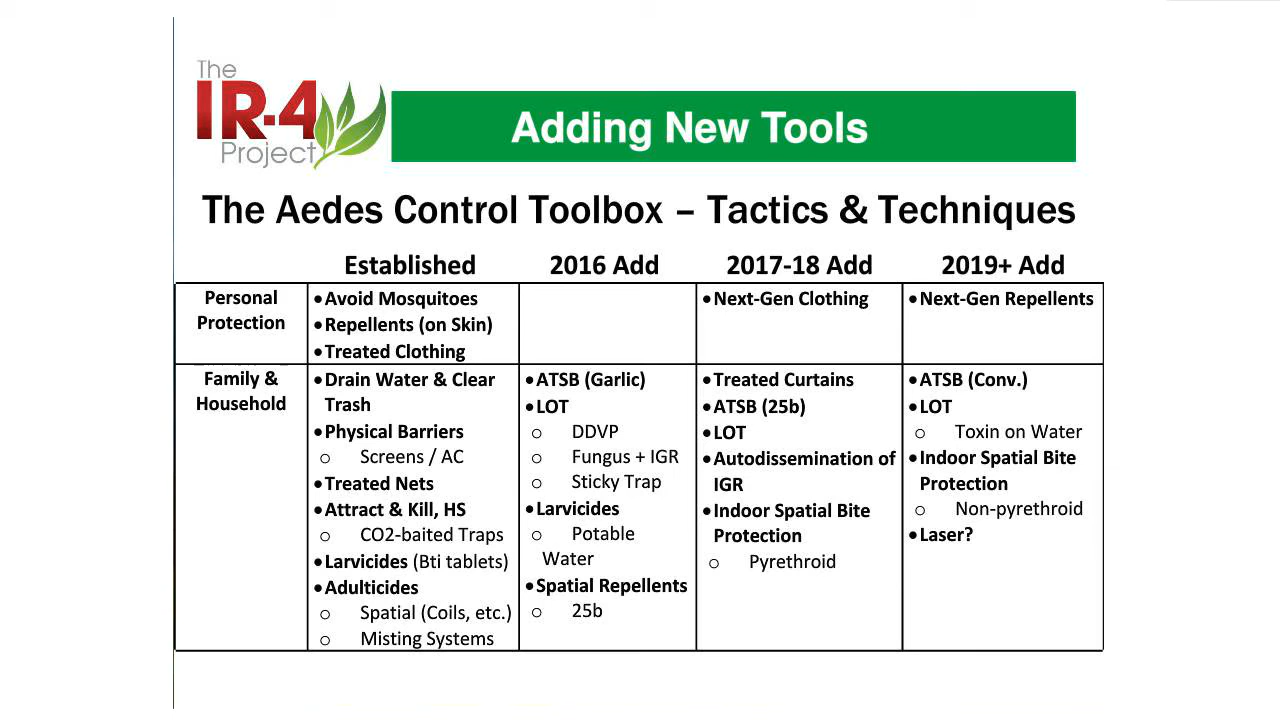 The
IR-4
Project
Adding New Tools
The Aedes Control Toolbox – Tactics & Techniques
Established
2016 Add
2017-18 Add
2019+ Add
Personal
Protection
•Avoid Mosquitoes
•Repellents (on Skin)
•Treated Clothing
•Next-Gen Clothing
•Next-Gen Repellents
Family &
Household
•Drain Water & Clear
Trash
•Physical Barriers
o Screens / AC
•Treated Nets
•Attract & Kill, HS
o CO2-baited Traps
•Larvicides (Bti tablets)
•Adulticides
o Spatial (Coils, etc.)
o Misting Systems
•ATSB (Garlic)
•LOT
o DDVP
o Fungus + IGR
o Sticky Trap
•Larvicides
o Potable
Water
•Spatial Repellents
o 25b
•Treated Curtains
•ATSB (25b)
•LOT
•Autodissemination of
IGR
•Indoor Spatial Bite
Protection
o Pyrethroid
•ATSB (Conv.)
•LOT
o Toxin on Water
•Indoor Spatial Bite
Protection
o Non-pyrethroid
•Laser?